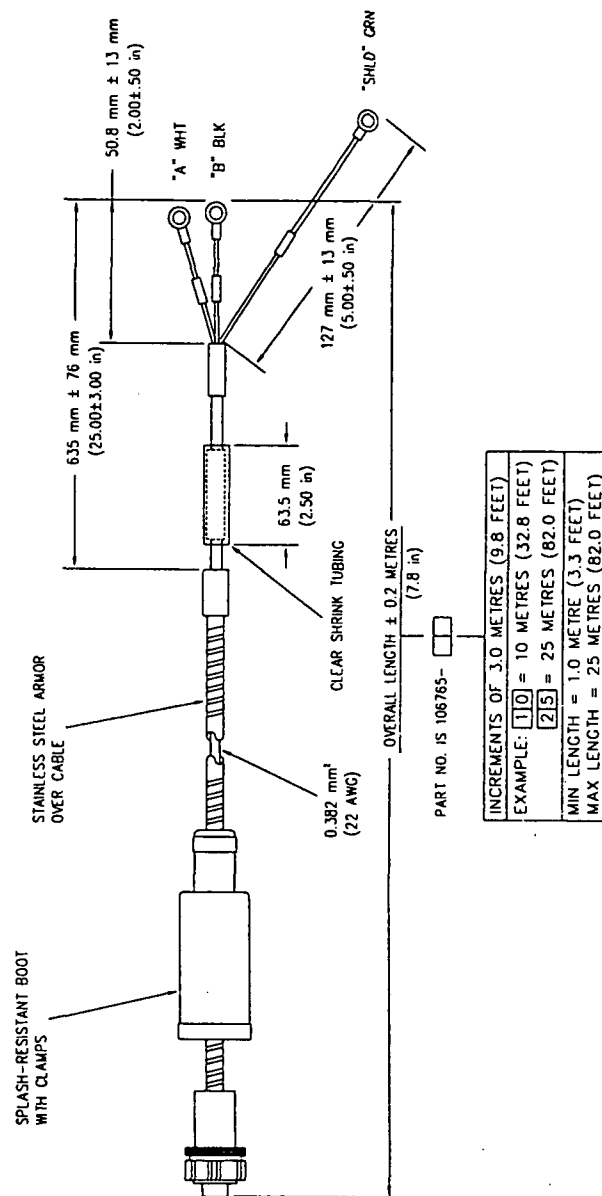 SPLASH-RESISTANT BOOT
WITH CLAMPS
STAINLESS STEEL ARMOR
OVER CABLE
0.382 mm²
(22 AWG)
CLEAR SHRINK TUBING
63.5 mm
(2.50 in)
635 mm ± 76 mm
(25.00±3.00 in)
50.8 mm ± 13 mm
(2.00±.50 in)
"A" WHT
"B" BLK
"SHLD" GRN
127 mm ± 13 mm
(5.00±.50 in)
OVERALL LENGTH ± 0.2 METRES
(7.8 in)
PART NO. IS 106765-
INCREMENTS OF 3.0 METRES (9.8 FEET)
EXAMPLE: 10 = 10 METRES (32.8 FEET)
25 = 25 METRES (82.0 FEET)
MIN LENGTH = 1.0 METRE (3.3 FEET)
MAX LENGTH = 25 METRES (82.0 FEET)